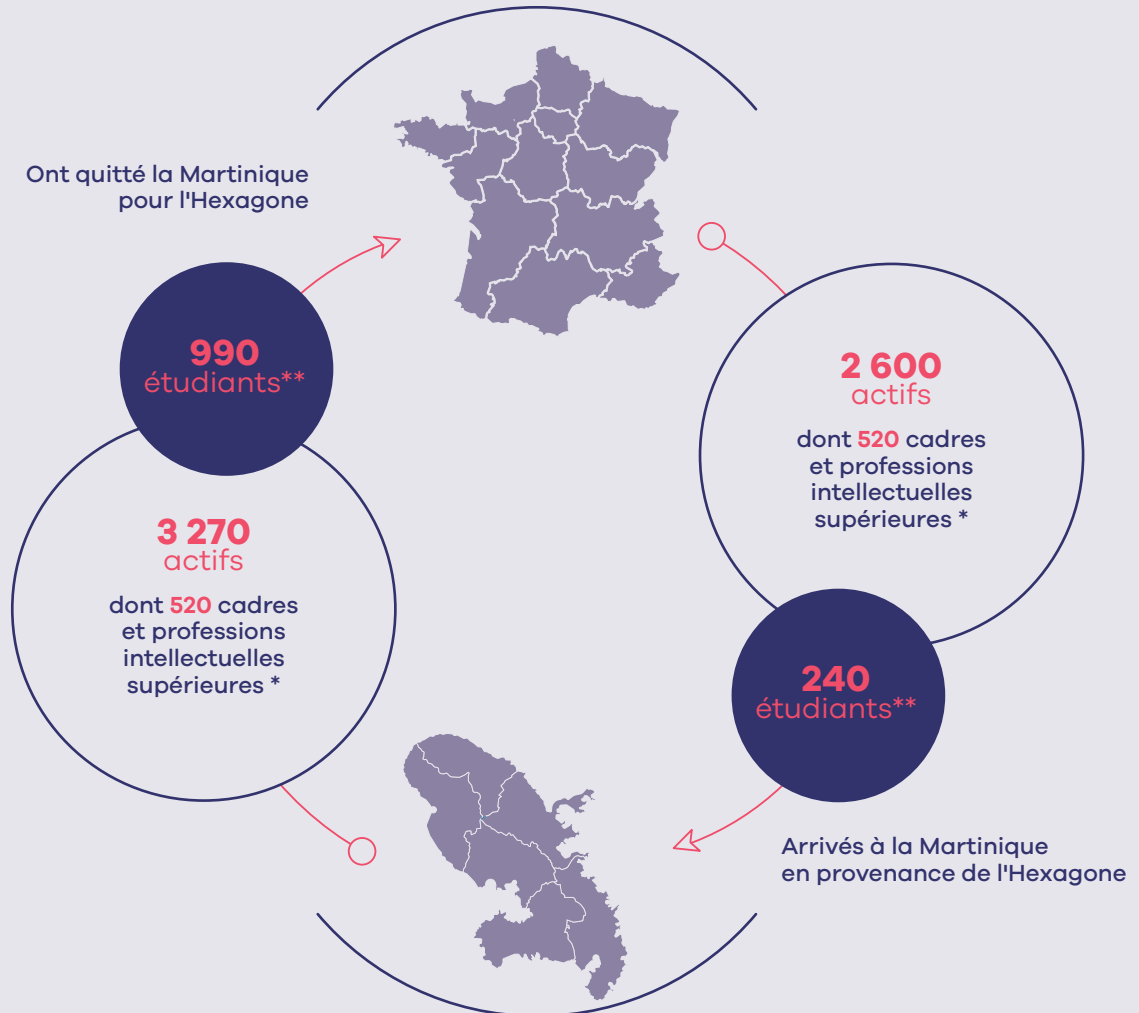 Ont quitté la Martinique
pour l'Hexagone
990
étudiants**
3 270
actifs
dont 520 cadres
et professions
intellectuelles
supérieures *
2 600
actifs
dont 520 cadres
et professions
intellectuelles
supérieures *
240
étudiants**
Arrivés à la Martinique
en provenance de l'Hexagone